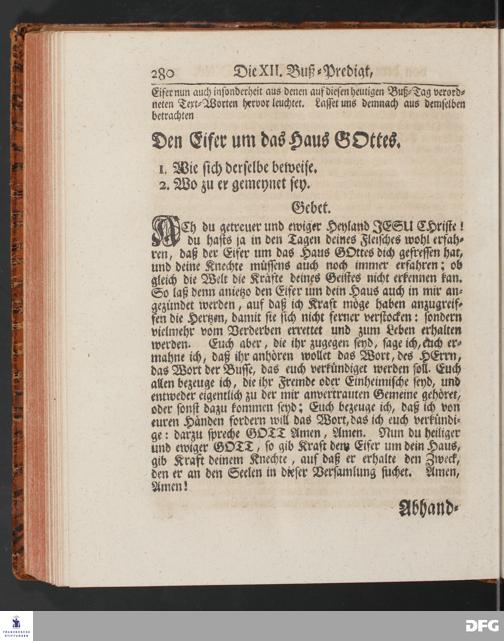 280 Die XII. Buß-Predigt,
Eifer nun auch insonderheit aus denen auf diesen heutigen Buß-Tag verord-
neten Text-Worten hervor leuchtet. Lasset uns demnach aus demselben
betrachten
Den Eifer um das Haus GOttes.
1. Wie sich derselbe beweise.
2. Wo zu er gemeynet sey.
Gebet.
ACh du getreuer und ewiger Heyland JESU CHriste!
du hasts ja in den Tagen deines Fleisches wohl erfah-
ren, daß der Eifer um das Haus GOttes dich gefressen hat,
und deine Knechte müssens auch noch immer erfahren; ob
gleich die Welt die Kräfte deines Geistes nicht erkennen kan.
So laß denn anietzo den Eifer um dein Haus auch in mir an-
gezündet werden, auf daß ich Kraft möge haben anzugreif-
fen die Hertzen, damit sie sich nicht ferner verstocken: sondern
vielmehr vom Verderben errettet und zum Leben erhalten
werden. Euch aber, die ihr zugegen seyd, sage ich, euch er-
mahne ich, daß ihr anhören wollet das Wort, des HErrn,
das Wort der Busse, das euch verkündiget werden soll. Euch
allen bezeuge ich, die ihr Fremde oder Einheimische seyd, und
entweder eigentlich zu der mir anvertrauten Gemeine gehöret,
oder sonst dazu kommen seyd; Euch bezeuge ich, daß ich von
euren Händen fordern will das Wort, das ich euch verkündi-
ge: darzu spreche GOTT Amen, Amen. Nun du heiliger
und ewiger GOTT, so gib Kraft dem Eifer um dein Haus,
gib Kraft deinem Knechte, auf daß er erhalte den Zweck,
den er an den Seelen in dieser Versamlung suchet. Amen,
Amen!
Abhand-
FRANCKESCHE
STIFTUNGEN
DFG